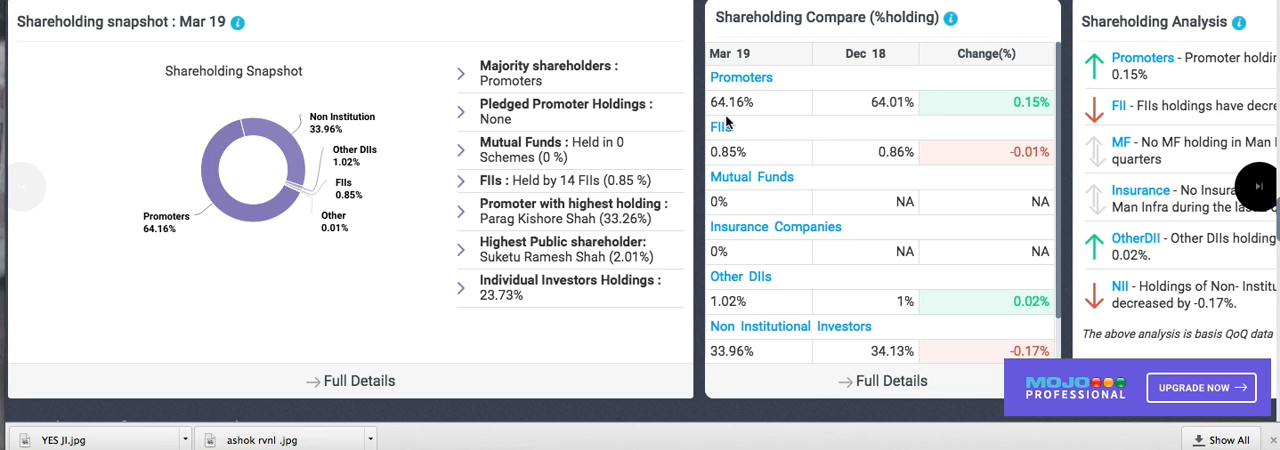 Shareholding snapshot : Mar 19
Shareholding Snapshot
Non Institution
33.96%
Other DIIs
1.02%
FIIs
0.85%
Other
0.01%
Promoters
64.16%
Majority shareholders :
Promoters
Pledged Promoter Holdings :
None
Mutual Funds : Held in 0
Schemes (0 %)
FIIs : Held by 14 FIIs (0.85 %)
Promoter with highest holding :
Parag Kishore Shah (33.26%)
Highest Public shareholder:
Suketu Ramesh Shah (2.01%)
Individual Investors Holdings :
23.73%
Full Details
Shareholding Compare (%holding)
Mar 19 Dec 18 Change(%)
Promoters
64.16% 64.01% 0.15%
FIIs
0.85% 0.86% -0.01%
Mutual Funds
0% NA NA
Insurance Companies
0% NA NA
Other DIIs
1.02% 1% 0.02%
Non Institutional Investors
33.96% 34.13% -0.17%
Full Details
Shareholding Analysis
Promoters - Promoter holdin
0.15%
FII - FIIs holdings have decre
MF - No MF holding in Man I
quarters
Insurance - No Insura
Man Infra during the las
OtherDII - Other DIIs holding
0.02%.
NII - Holdings of Non- Institu
decreased by -0.17%.
The above analysis is basis QoQ data
MOJO
PROFESSIONAL
UPGRADE NOW
YES JI.jpg
ashok rvnl .jpg
Show All